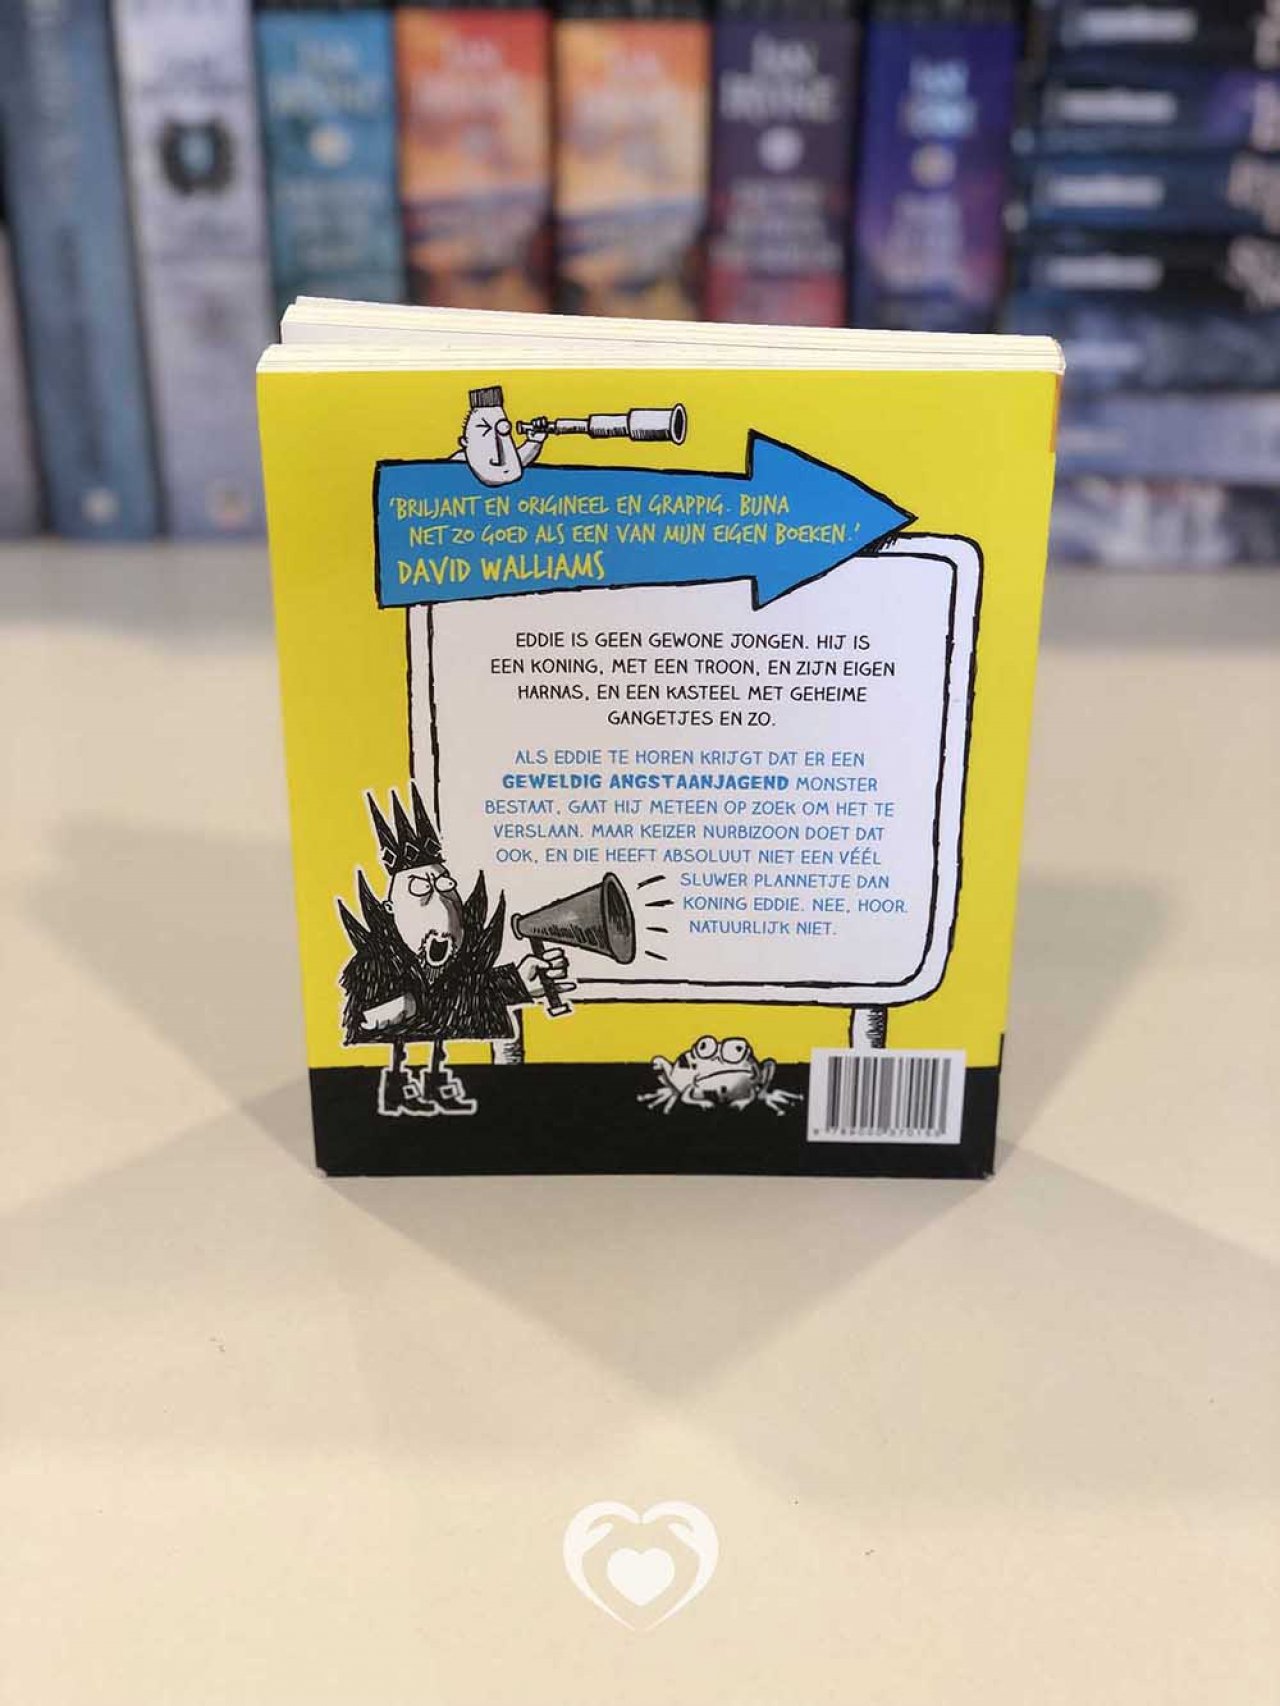 'BRILJANT EN ORIGINEEL EN GRAPPIG. BIJNA
NET ZO GOED ALS EEN VAN MIJN EIGEN BOEKEN.'
DAVID WALLIAMS
EDDIE IS GEEN GEWONE JONGEN. HIJ IS
EEN KONING, MET EEN TROON, EN ZIJN EIGEN
HARNAS, EN EEN KASTEEL MET GEHEIME
GANGETJES EN ZO.
ALS EDDIE TE HOREN KRIJGT DAT ER EEN
GEWELDIG ANGSTAANJAGEND MONSTER
BESTAAT, GAAT HIJ METEEN OP ZOEK OM HET TE
VERSLAAN. MAAR KEIZER NURBIZOON DOET DAT
OOK, EN DIE HEEFT ABSOLUUT NIET EEN VÉÉL
SLUWER PLANNETJE DAN
KONING EDDIE. NEE, HOOR.
NATUURLIJK NIET.